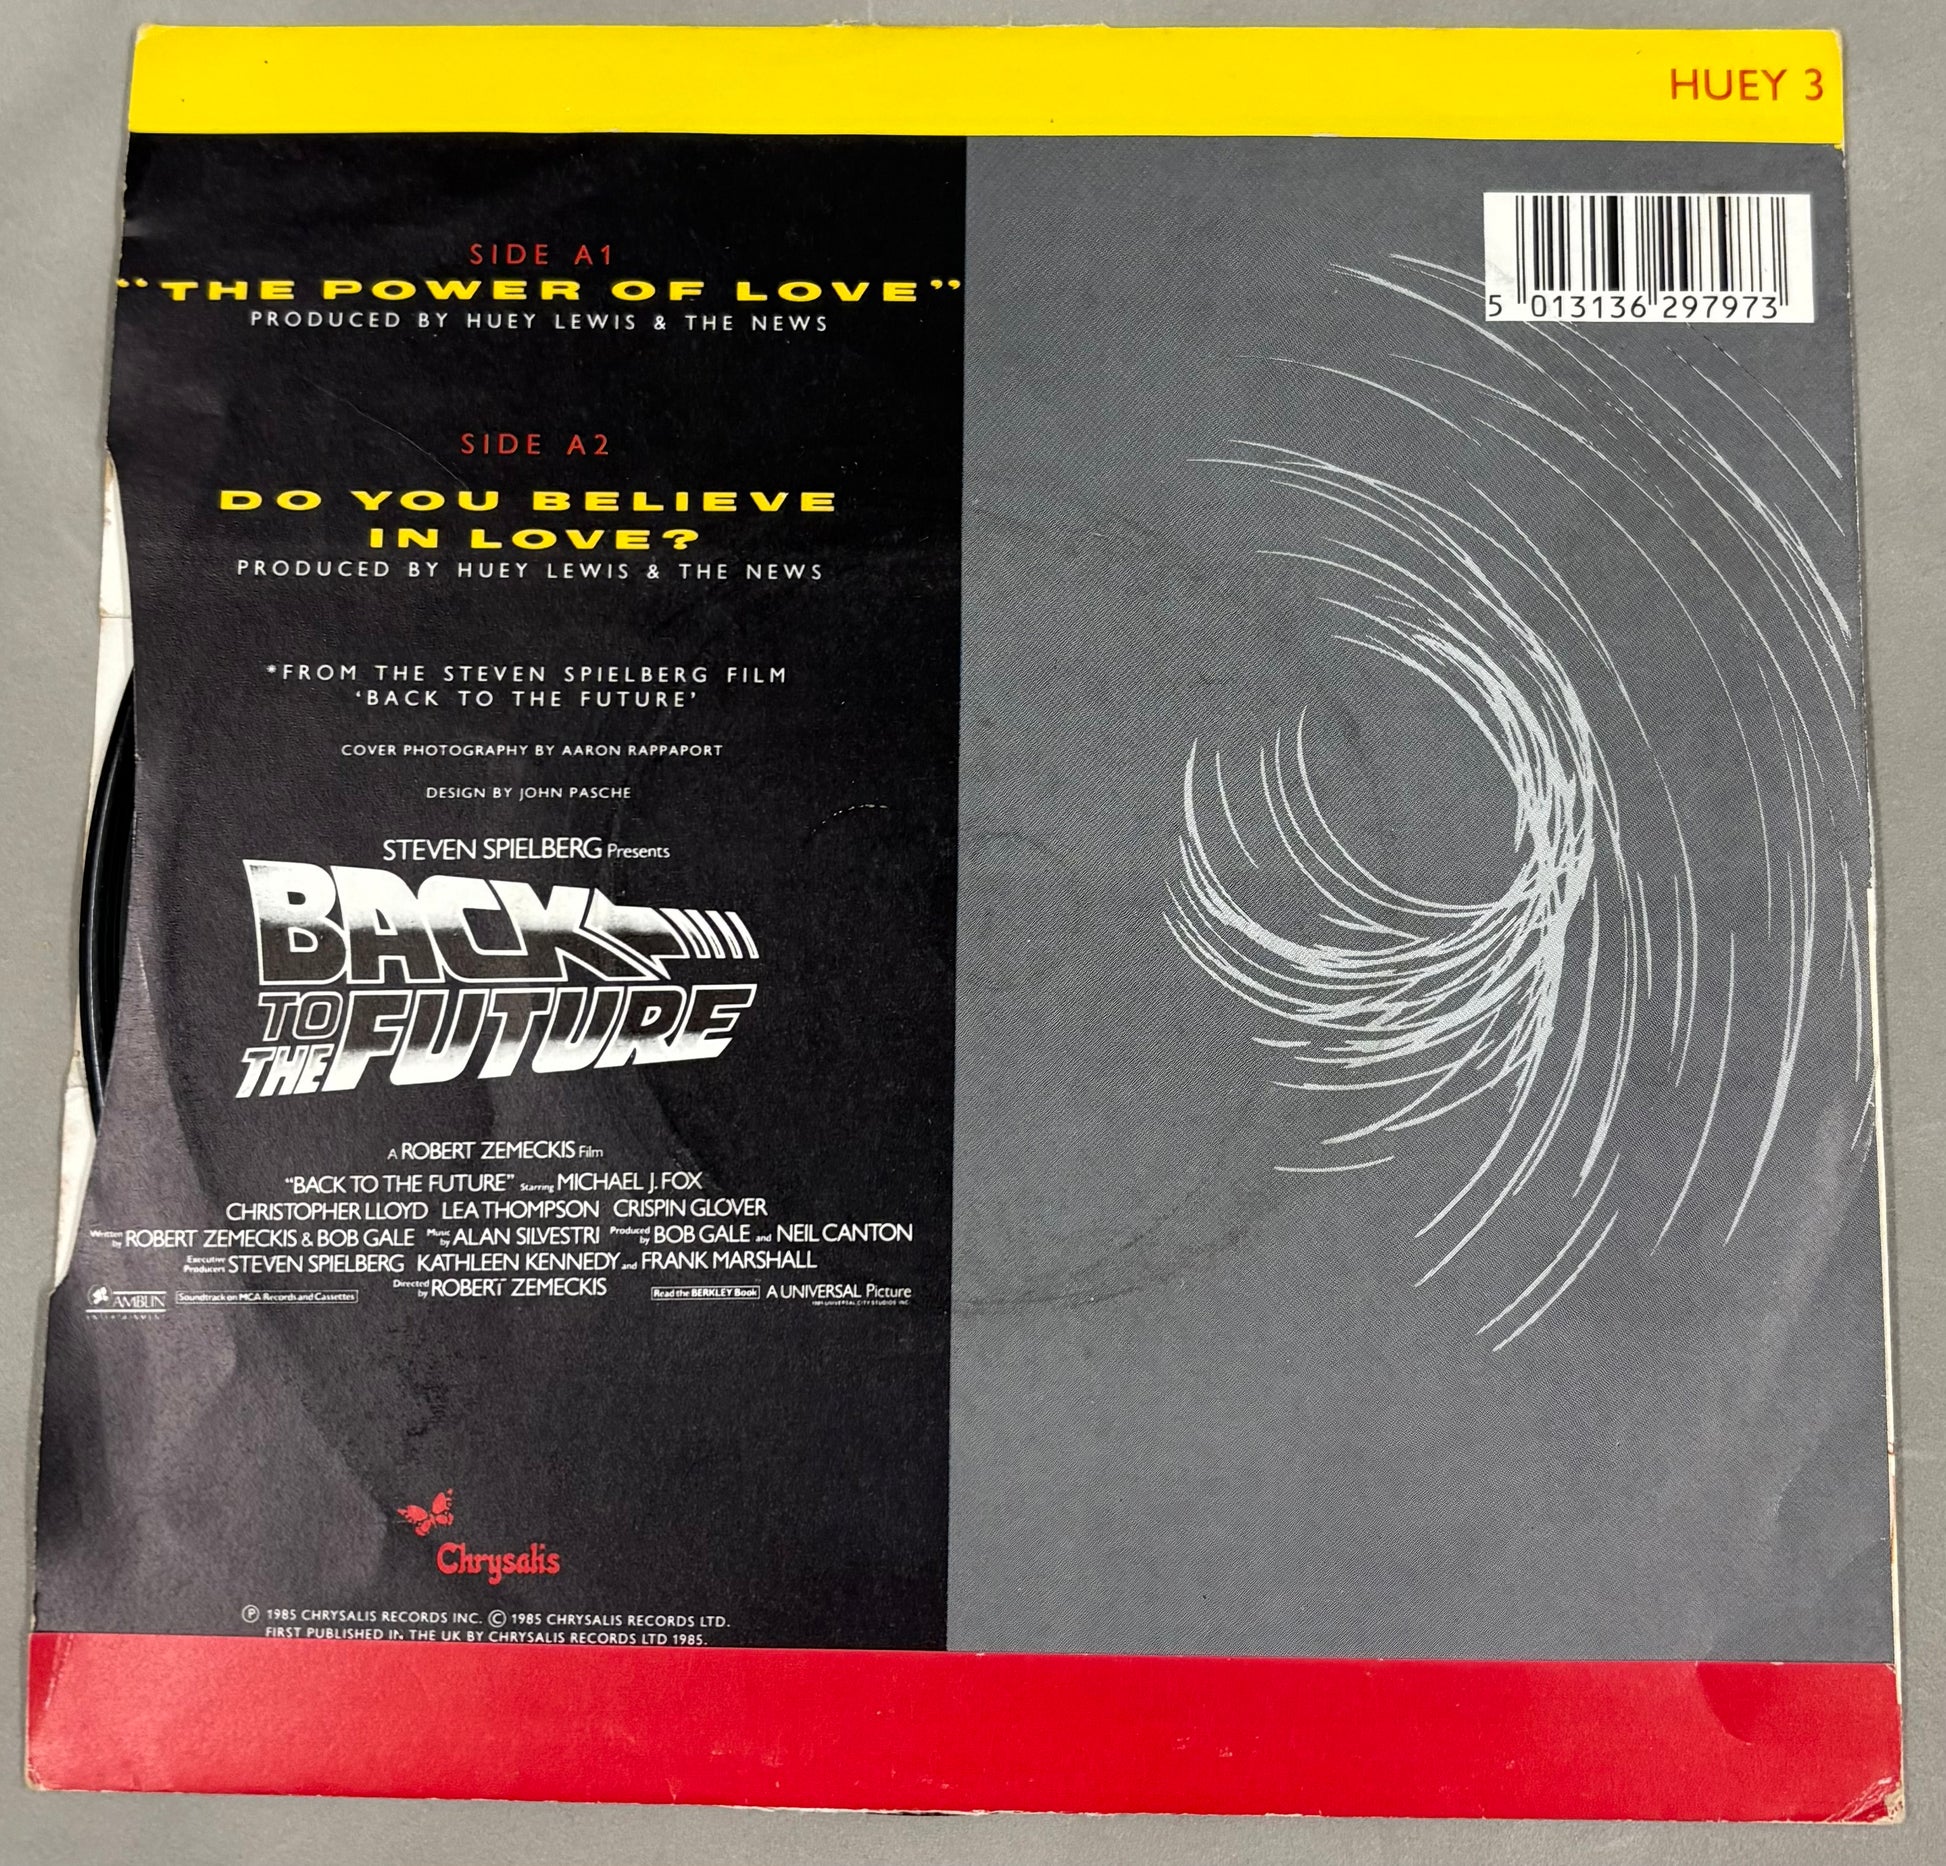 HUEY 3
5 013136 297973
SIDE A1
“THE POWER OF LOVE”
PRODUCED BY HUEY LEWIS & THE NEWS
SIDE A2
DO YOU BELIEVE
IN LOVE?
PRODUCED BY HUEY LEWIS & THE NEWS
*FROM THE STEVEN SPIELBERG FILM
‘BACK TO THE FUTURE’
COVER PHOTOGRAPHY BY AARON RAPPAPORT
DESIGN BY JOHN PASCHE
STEVEN SPIELBERG Presents
BACK
TO
THE FUTURE
A ROBERT ZEMECKIS Film
“BACK TO THE FUTURE” Starring MICHAEL J. FOX
CHRISTOPHER LLOYD LEA THOMPSON CRISPIN GLOVER
Written by ROBERT ZEMECKIS & BOB GALE Music by ALAN SILVESTRI Produced by BOB GALE and NEIL CANTON
Executive Producers STEVEN SPIELBERG KATHLEEN KENNEDY and FRANK MARSHALL
Directed by ROBERT ZEMECKIS
AMBLIN ENTERTAINMENT
Soundtrack on MCA Records and Cassettes
Read the BERKLEY Book
A UNIVERSAL Picture
Chrysalis
Ⓟ 1985 CHRYSALIS RECORDS INC. © 1985 CHRYSALIS RECORDS LTD.
FIRST PUBLISHED IN THE UK BY CHRYSALIS RECORDS LTD 1985.